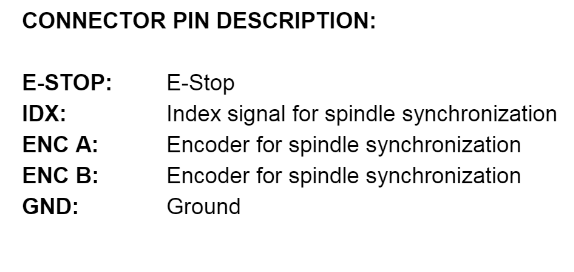 CONNECTOR PIN DESCRIPTION:
E-STOP: E-Stop
IDX: Index signal for spindle synchronization
ENC A: Encoder for spindle synchronization
ENC B: Encoder for spindle synchronization
GND: Ground